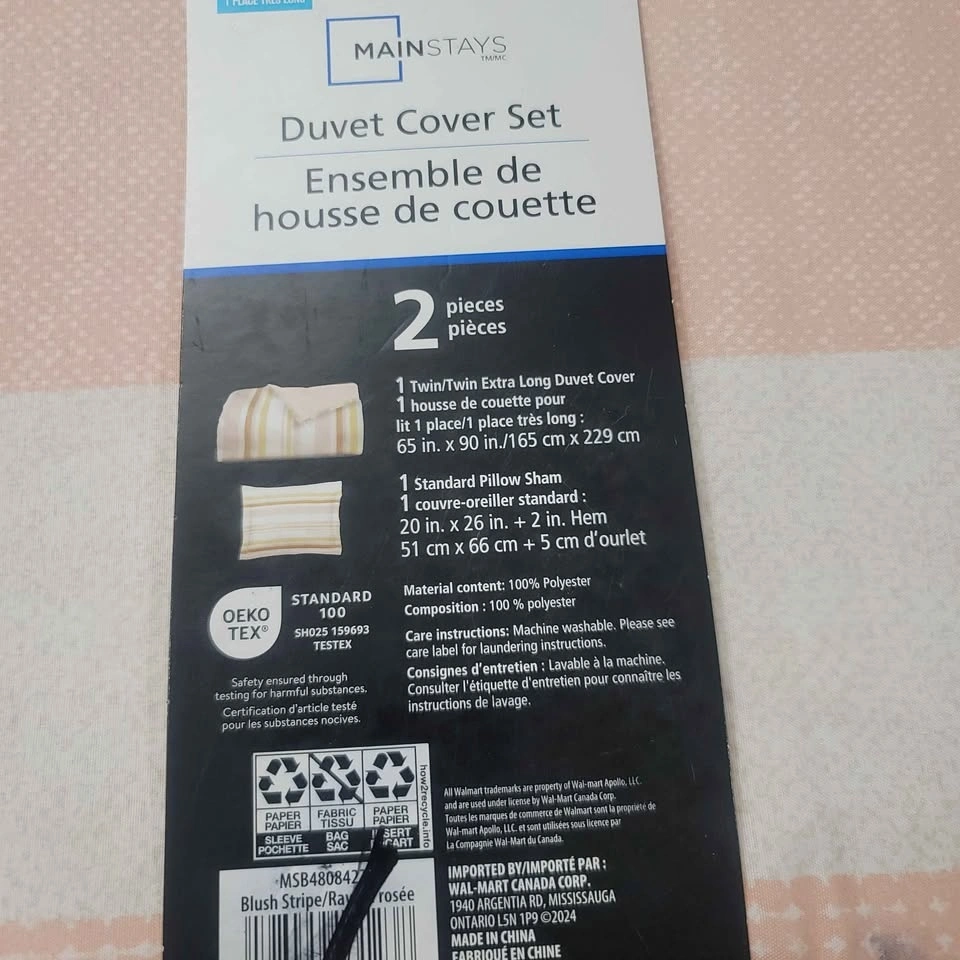 1 PLACE TRÈS LONG
MAINSTAYS
TM/MC
Duvet Cover Set
Ensemble de
housse de couette
2 pieces
pièces
1 Twin/Twin Extra Long Duvet Cover
1 housse de couette pour
lit 1 place/1 place très long :
65 in. x 90 in./165 cm x 229 cm
1 Standard Pillow Sham
1 couvre-oreiller standard :
20 in. x 26 in. + 2 in. Hem
51 cm x 66 cm + 5 cm d'ourlet
OEKO
TEX®
STANDARD
100
SH025 159693
TESTEX
Safety ensured through
testing for harmful substances.
Certification d'article testé
pour les substances nocives.
Material content: 100% Polyester
Composition : 100 % polyester
Care instructions: Machine washable. Please see
care label for laundering instructions.
Consignes d'entretien : Lavable à la machine.
Consulter l'étiquette d'entretien pour connaître les
instructions de lavage.
PAPER
PAPIER
SLEEVE
POCHETTE
FABRIC
TISSU
BAG
SAC
PAPER
PAPIER
how2recycle.info
All Walmart trademarks are property of Wal-mart Apollo, LLC.
and are used under license by Wal-Mart Canada Corp.
Toutes les marques de commerce de Walmart sont la propriété de
Wal-mart Apollo, LLC. et sont utilisées sous licence par
La Compagnie Wal-Mart du Canada.
IMPORTED BY/IMPORTÉ PAR :
WAL-MART CANADA CORP.
1940 ARGENTIA RD, MISSISSAUGA
ONTARIO L5N 1P9 ©2024
MADE IN CHINA
FABRIQUÉ EN CHINE
Blush Stripe/ rosée